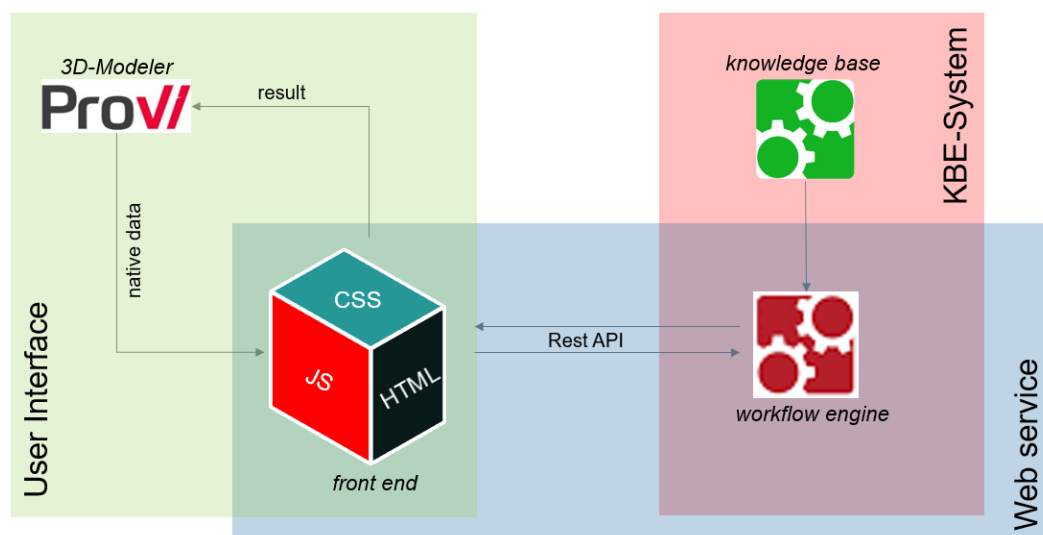 3D-Modeler
ProVi
result
native data
User Interface
CSS
JS
HTML
front end
Rest API
knowledge base
KBE-System
workflow engine
Web service